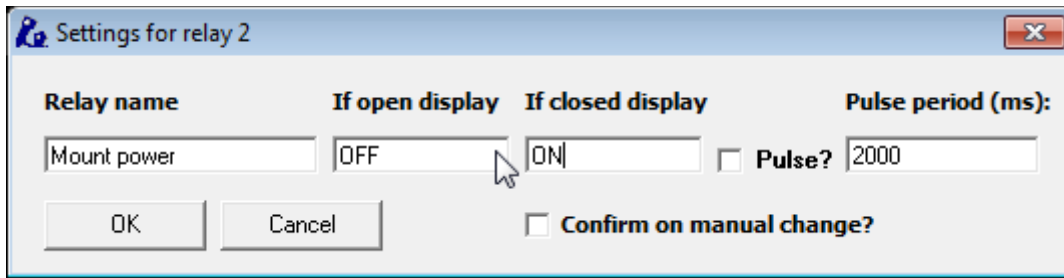 Settings for relay 2
Relay name If open display If closed display Pulse period (ms):
Mount power OFF ON Pulse? 2000
OK Cancel Confirm on manual change?